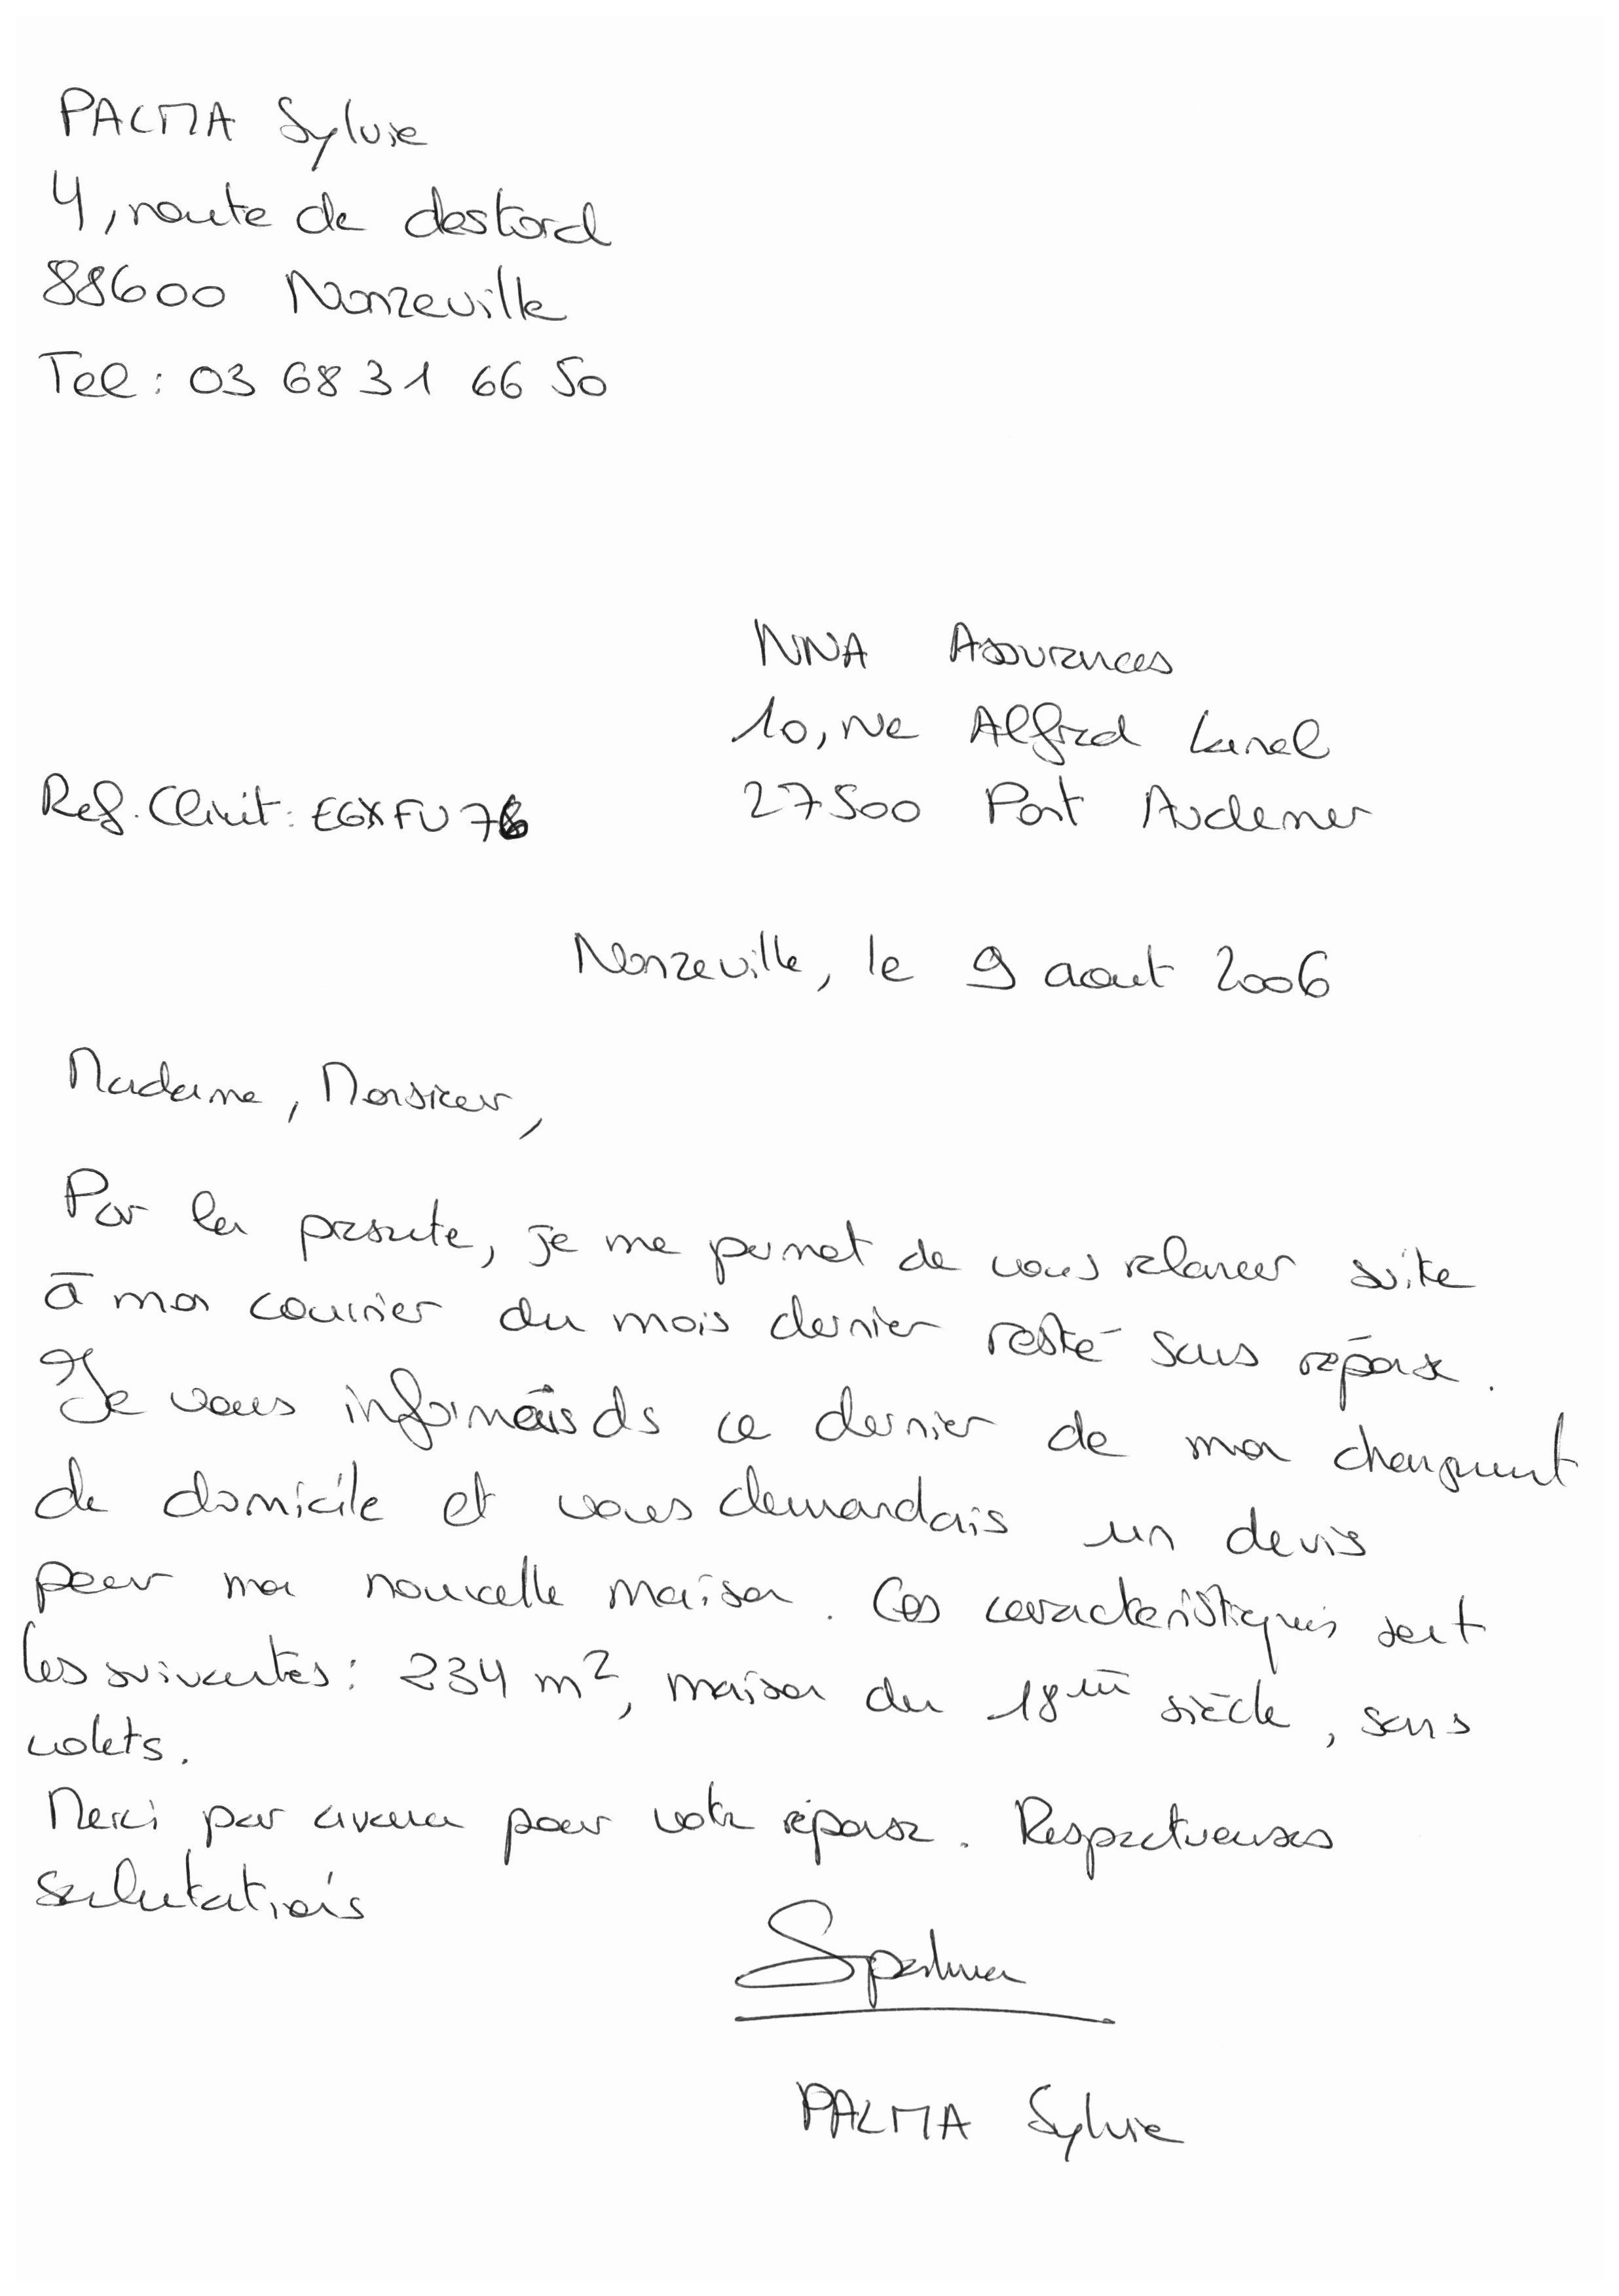 PALMA Sylvie
4, route de destord
88600 Nonzeville
Tel : 03 68 31 66 50
NNA Assurances
10, rue Alfred Lanel
Ref. Client : EGXFU76
27500 Pont Audemer
Nonzeville, le 9 aout 2006
Madame, Monsieur,
Par la présente, je me permet de vous relancer suite
à mon courrier du mois dernier resté sans réponse.
Je vous informais ds ce dernier de mon changement
de domicile et vous demandais un devis
pour ma nouvelle maison. Ces caractéristiques sont
les suivantes : 234 m², maison du 18ème siècle, sans
volets.
Merci par avance pour votre réponse. Respectueuses
salutations
SPalma
PALMA Sylvie